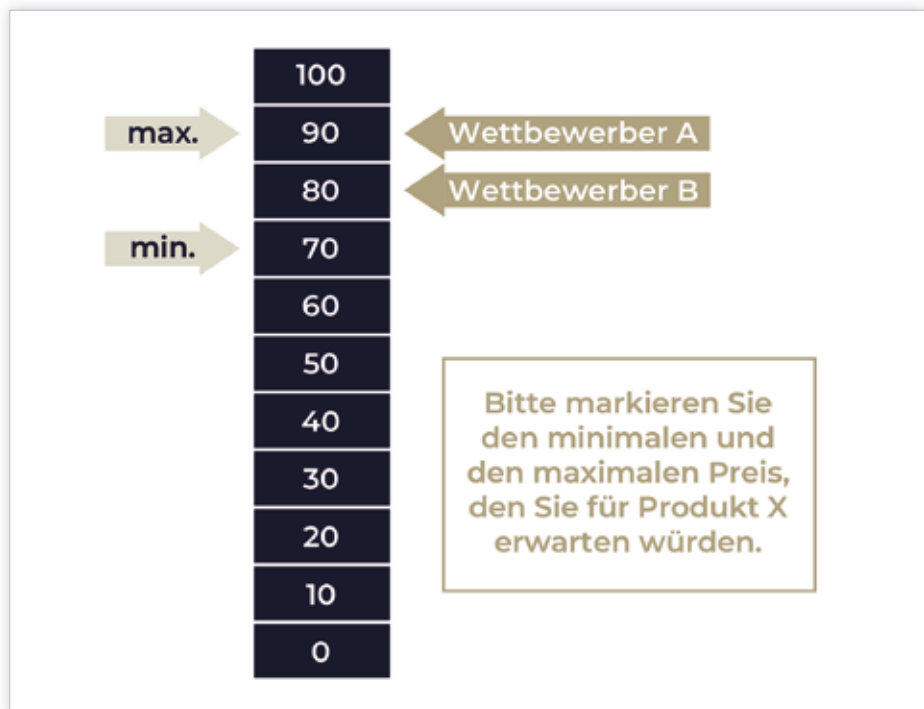 100
max.
90
Wettbewerber A
80
Wettbewerber B
min.
70
60
50
40
30
20
10
0
Bitte markieren Sie
den minimalen und
den maximalen Preis,
den Sie für Produkt X
erwarten würden.